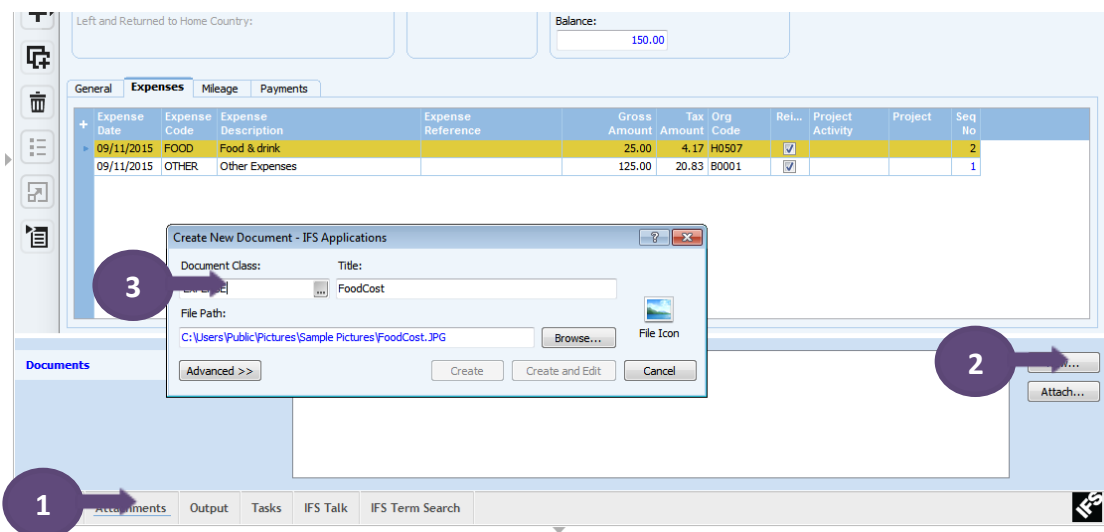 Left and Returned to Home Country:
Balance:
150.00
General Expenses Mileage Payments
Expense Date Expense Code Expense Description Expense Reference Gross Amount Tax Amount Org Code Rei... Project Activity Project Seq No
09/11/2015 FOOD Food & drink 25.00 4.17 H0507 2
09/11/2015 OTHER Other Expenses 125.00 20.83 B0001 1
Create New Document - IFS Applications
Document Class: Title:
3
FoodCost
File Path:
C:\Users\Public\Pictures\Sample Pictures\FoodCost.JPG Browse... File Icon
Advanced >> Create Create and Edit Cancel
Documents
2
Attach...
1
Attachments Output Tasks IFS Talk IFS Term Search
IFS